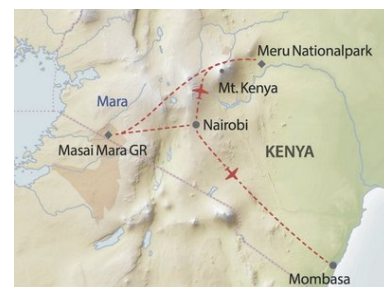 Meru Nationalpark
Mt. Kenya
Mara
Nairobi
Masai Mara GR
KENYA
Mombasa